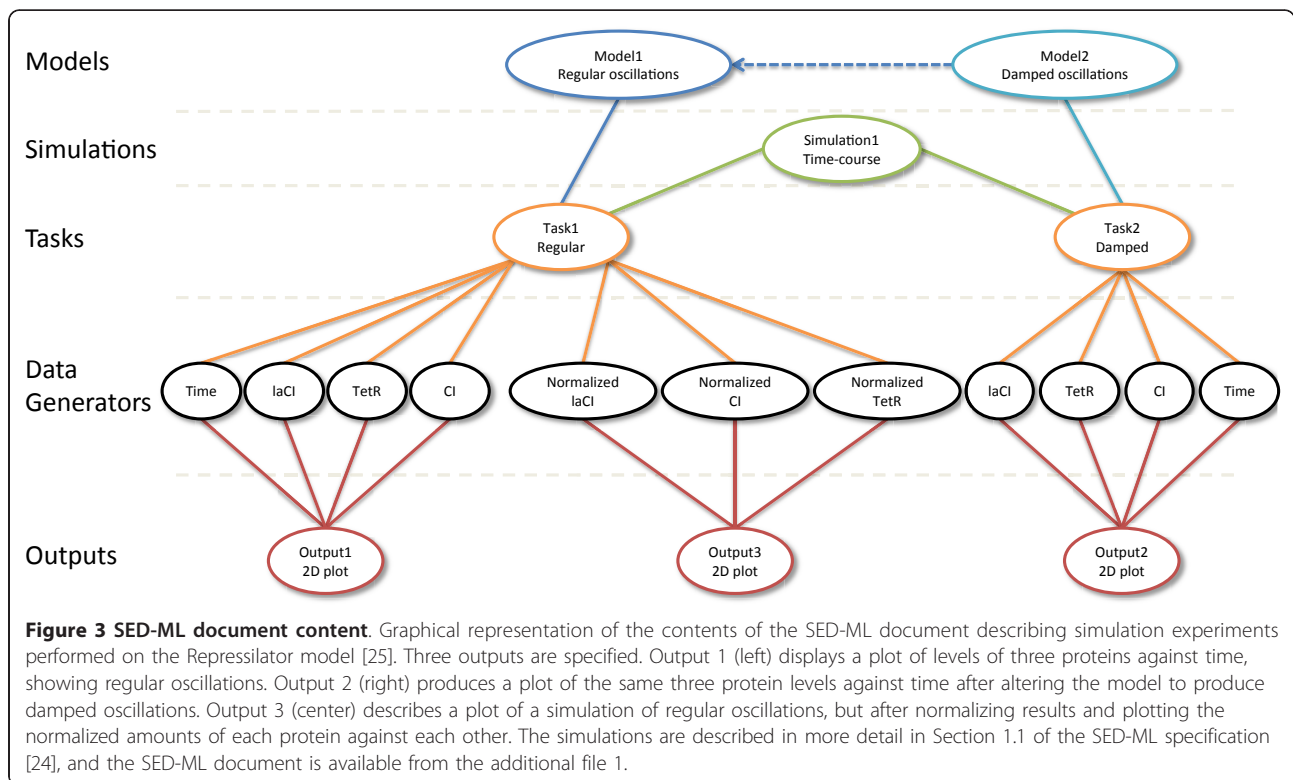 Models
Model1
Regular oscillations
Model2
Damped oscillations
Simulations
Simulation1
Time-course
Tasks
Task1
Regular
Task2
Damped
Data
Generators
Time
laCI
TetR
CI
Normalized
laCI
Normalized
CI
Normalized
TetR
laCI
TetR
CI
Time
Outputs
Output1
2D plot
Output3
2D plot
Output2
2D plot
Figure 3 SED-ML document content. Graphical representation of the contents of the SED-ML document describing simulation experiments
performed on the Repressilator model [25]. Three outputs are specified. Output 1 (left) displays a plot of levels of three proteins against time,
showing regular oscillations. Output 2 (right) produces a plot of the same three protein levels against time after altering the model to produce
damped oscillations. Output 3 (center) describes a plot of a simulation of regular oscillations, but after normalizing results and plotting the
normalized amounts of each protein against each other. The simulations are described in more detail in Section 1.1 of the SED-ML specification
[24], and the SED-ML document is available from the additional file 1.